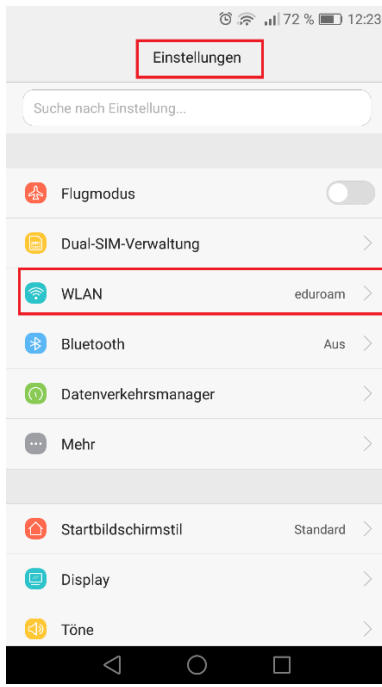 72 % 12:23
Einstellungen
Suche nach Einstellung...
Flugmodus
Dual-SIM-Verwaltung
WLAN eduroam
Bluetooth Aus
Datenverkehrsmanager
Mehr
Startbildschirmstil Standard
Display
Töne